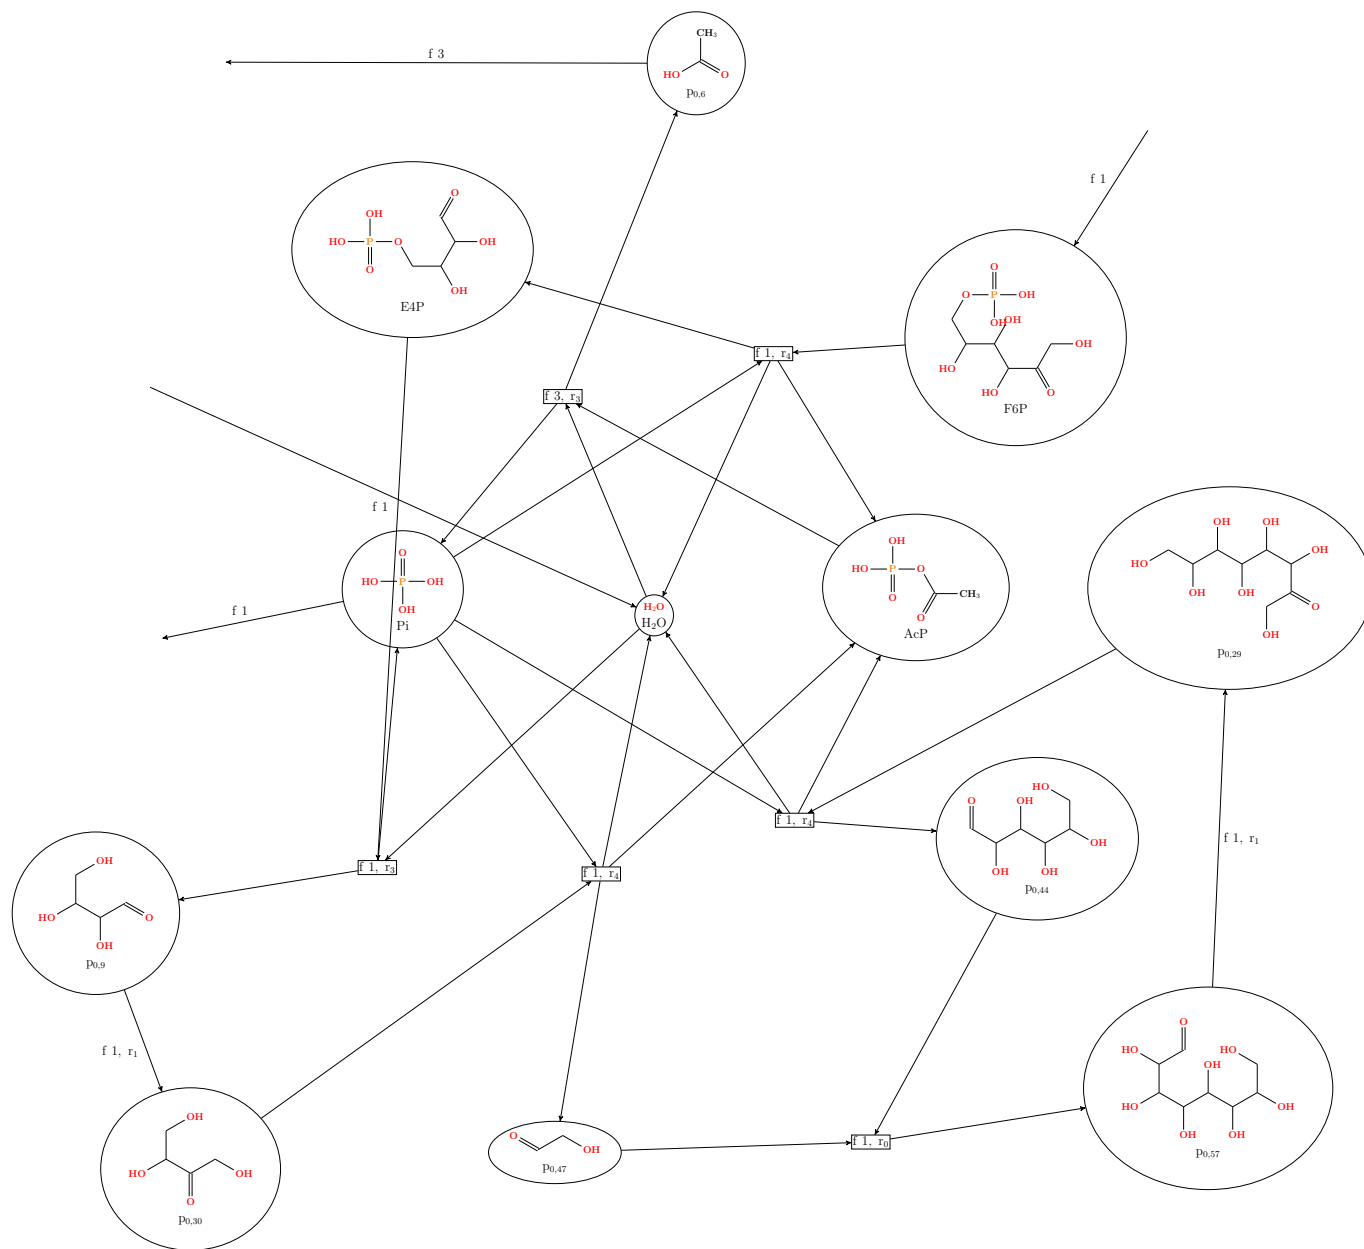 f 3
CH₃
HO
O
p₀,₆
f 1
O
OH
HO
P
O
OH
O
OH
E4P
O
O
P
OH
OH
OH
OH
HO
HO
O
F6P
f 1, r₄
f 3, r₃
f 1
O
HO
P
OH
OH
Pi
f 1
H₂O
H₂O
OH
HO
P
O
O
CH₃
O
AcP
OH
OH
HO
OH
OH
OH
O
OH
p₀,₂₉
O
OH
HO
OH
OH
OH
p₀,₄₄
f 1, r₄
f 1, r₁
f 1, r₃
f 1, r₄
OH
HO
O
OH
p₀,₉
f 1, r₁
OH
HO
OH
O
p₀,₃₀
O
OH
p₀,₄₇
f 1, r₀
O
HO
HO
OH
HO
OH
OH
OH
p₀,₅₇